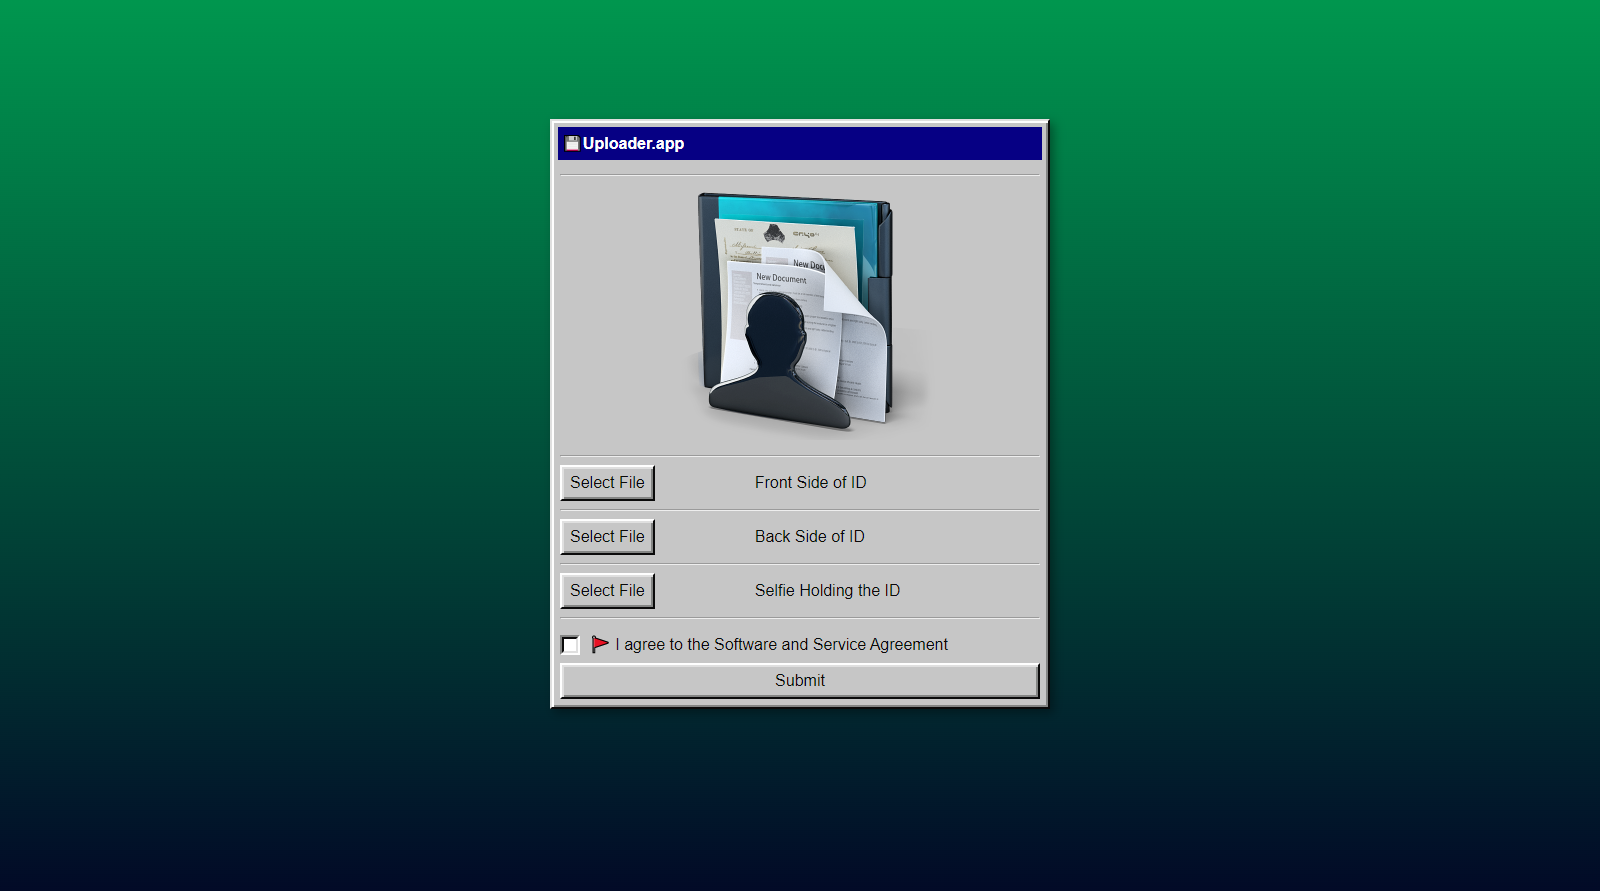 Uploader.app
New Document
Select File Front Side of ID
Select File Back Side of ID
Select File Selfie Holding the ID
I agree to the Software and Service Agreement
Submit